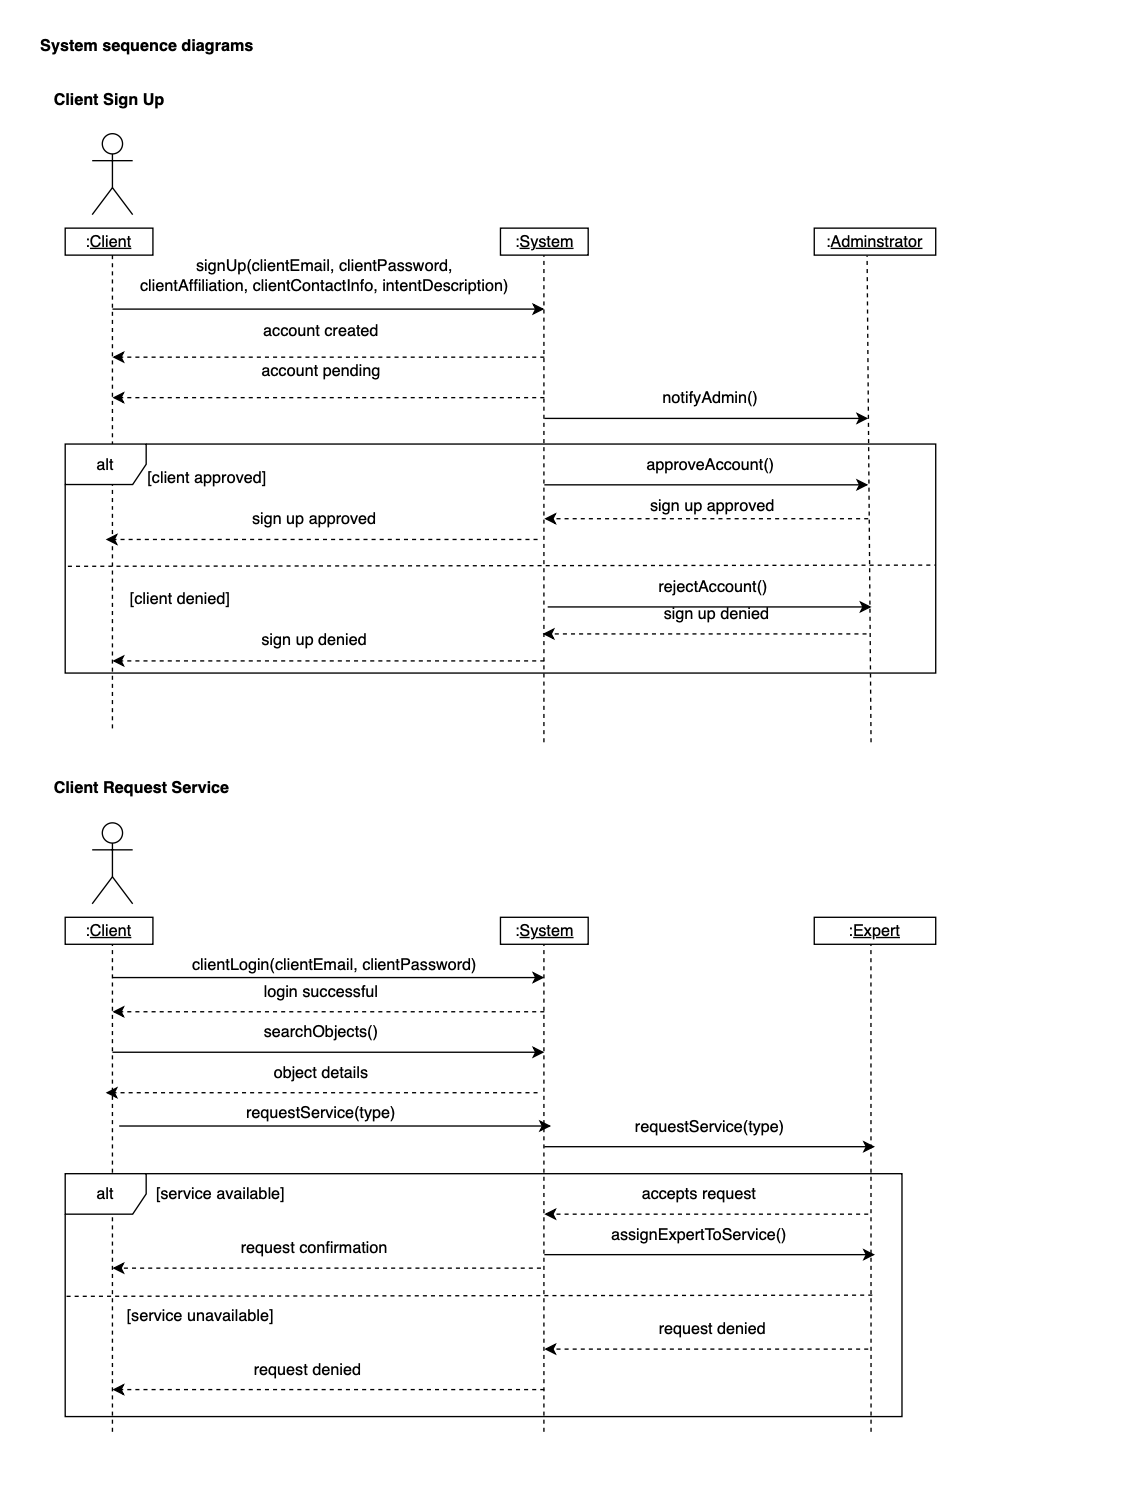 System sequence diagrams
Client Sign Up
:Client
:System
:Adminstrator
signUp(clientEmail, clientPassword,
clientAffiliation, clientContactInfo, intentDescription)
account created
account pending
notifyAdmin()
alt
[client approved]
approveAccount()
sign up approved
sign up approved
[client denied]
rejectAccount()
sign up denied
sign up denied
Client Request Service
:Client
:System
:Expert
clientLogin(clientEmail, clientPassword)
login successful
searchObjects()
object details
requestService(type)
requestService(type)
alt
[service available]
accepts request
assignExpertToService()
request confirmation
[service unavailable]
request denied
request denied